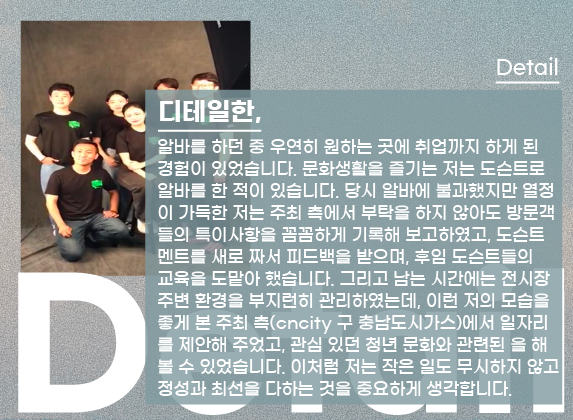 Detail
디테일한,
알바를 하던 중 우연히 원하는 곳에 취업까지 하게 된
경험이 있었습니다. 문화생활을 즐기는 저는 도슨트로
알바를 한 적이 있습니다. 당시 알바에 불과했지만 열정
이 가득한 저는 주최 측에서 부탁을 하지 않아도 방문객
들의 특이사항을 꼼꼼하게 기록해 보고하였고, 도슨트
멘트를 새로 짜서 피드백을 받으며, 후임 도슨트들의
교육을 도맡아 했습니다. 그리고 남는 시간에는 전시장
주변 환경을 부지런히 관리하였는데, 이런 저의 모습을
좋게 본 주최 측(cncity 구 충남도시가스)에서 일자리
를 제안해 주었고, 관심 있던 청년 문화와 관련된 을 해
볼 수 있었습니다. 이처럼 저는 작은 일도 무시하지 않고
정성과 최선을 다하는 것을 중요하게 생각합니다.
Detail